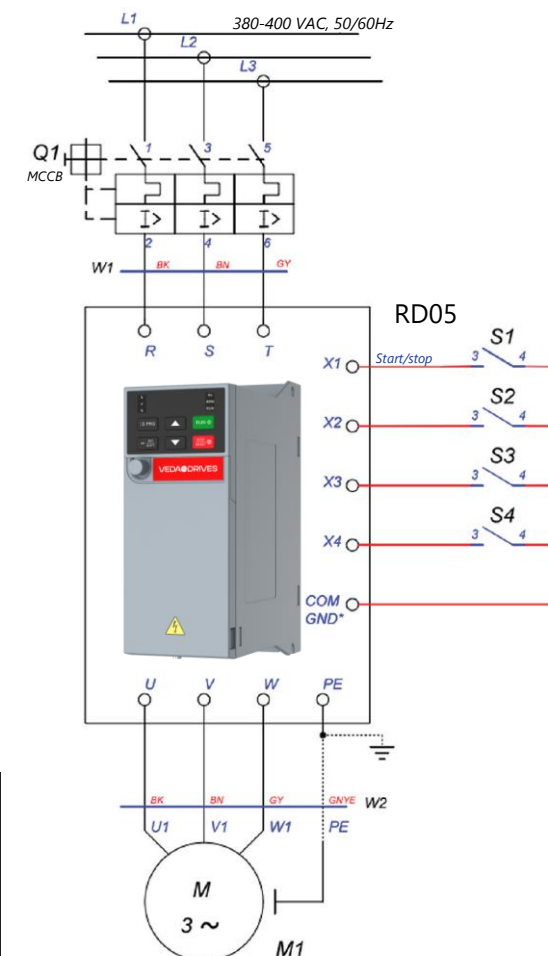 L1
380-400 VAC, 50/60Hz
L2
L3
Q1 1 3 5
MCCB
I> I> I>
2 4 6
W1 BK BN GY
RD05
R S T
S1
X1 Start/stop 3 4
S2
X2 3 4
S3
X3 3 4
S4
X4 3 4
VEDA DRIVES
COM
GND*
U V W PE
BK BN GY GNYE W2
U1 V1 W1 PE
M
3 ~
M1